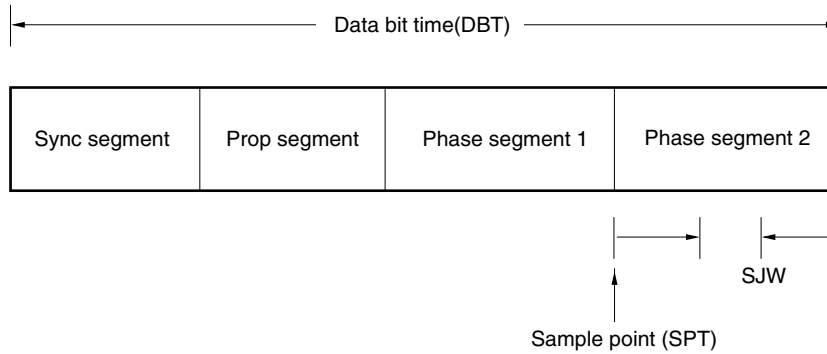 Data bit time(DBT)
Sync segment
Prop segment
Phase segment 1
Phase segment 2
SJW
Sample point (SPT)